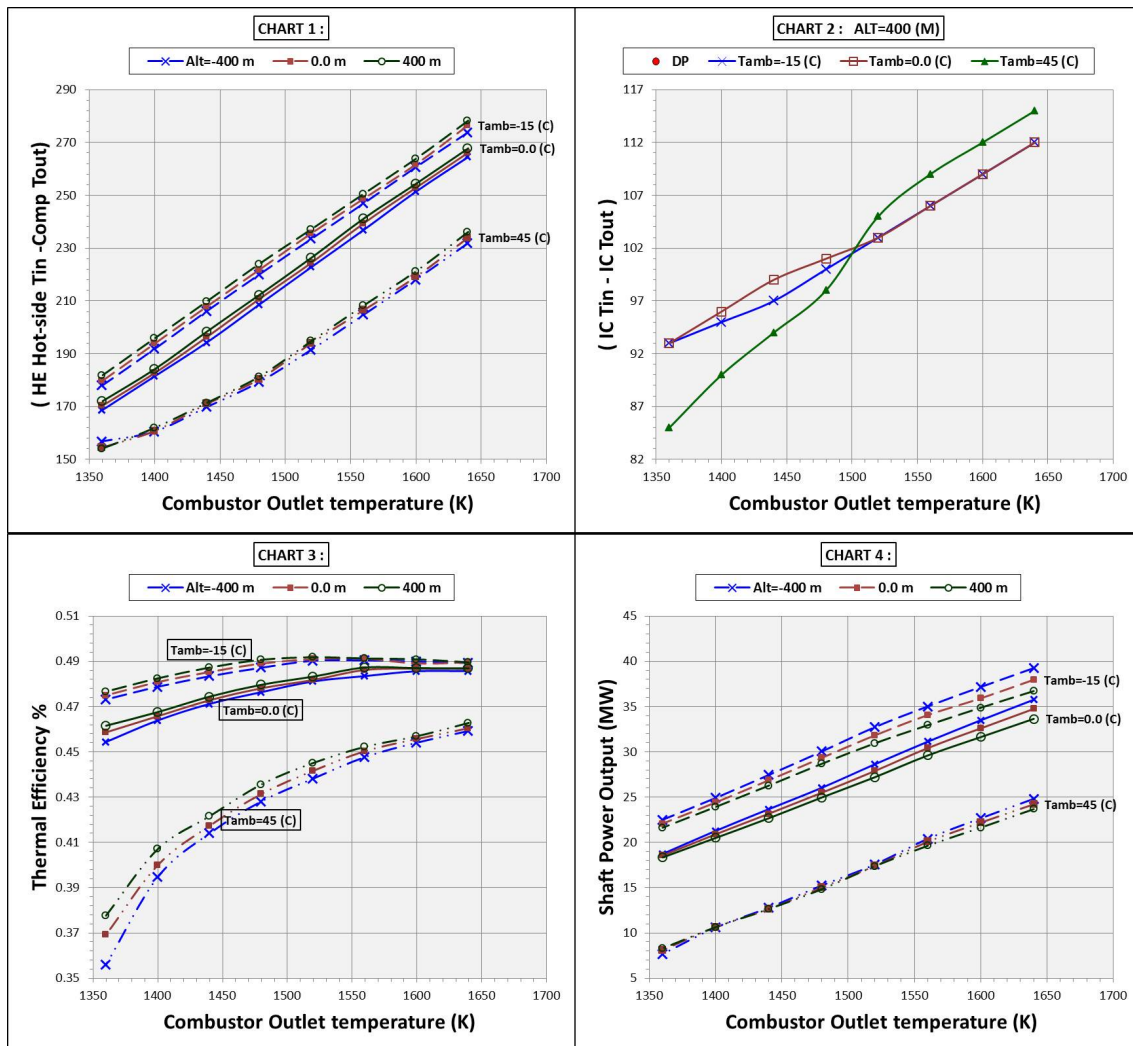 CHART 1 :
Alt=-400 m 0.0 m 400 m
290
270
250
230
210
190
170
150
( HE Hot-side Tin -Comp Tout)
Tamb=-15 (C)
Tamb=0.0 (C)
Tamb=45 (C)
1350 1400 1450 1500 1550 1600 1650 1700
Combustor Outlet temperature (K)
CHART 2 : ALT=400 (M)
DP Tamb=-15 (C) Tamb=0.0 (C) Tamb=45 (C)
117
112
107
102
97
92
87
82
( IC Tin - IC Tout )
1350 1400 1450 1500 1550 1600 1650 1700
Combustor Outlet temperature (K)
CHART 3 :
Alt=-400 m 0.0 m 400 m
0.51
0.49
0.47
0.45
0.43
0.41
0.39
0.37
0.35
Thermal Efficiency %
Tamb=-15 (C)
Tamb=0.0 (C)
Tamb=45 (C)
1350 1400 1450 1500 1550 1600 1650 1700
Combustor Outlet temperature (K)
CHART 4 :
Alt=-400 m 0.0 m 400 m
45
40
35
30
25
20
15
10
5
Shaft Power Output (MW)
Tamb=-15 (C)
Tamb=0.0 (C)
Tamb=45 (C)
1350 1400 1450 1500 1550 1600 1650 1700
Combustor Outlet temperature (K)